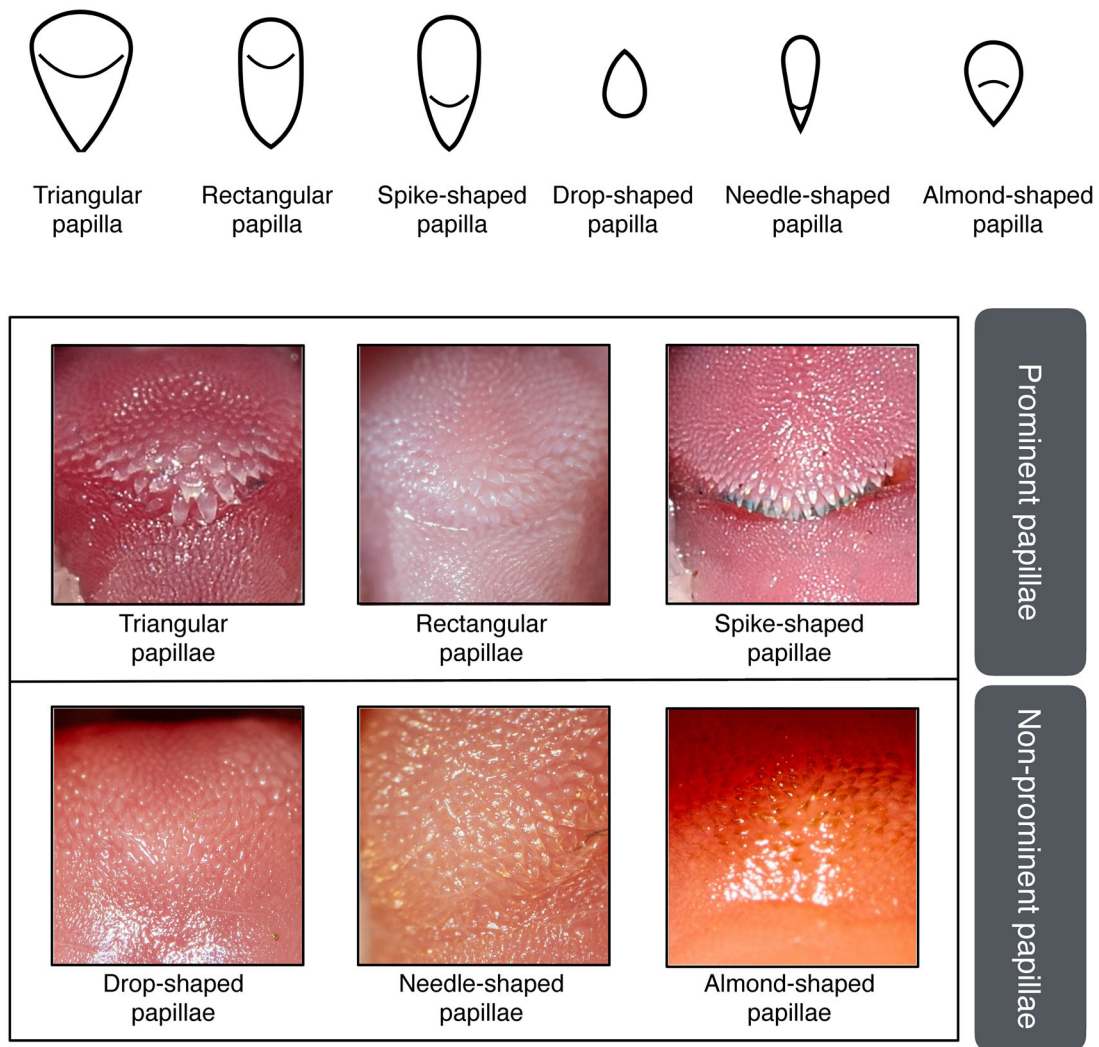 Triangular
papilla
Rectangular
papilla
Spike-shaped
papilla
Drop-shaped
papilla
Needle-shaped
papilla
Almond-shaped
papilla
Triangular
papillae
Rectangular
papillae
Spike-shaped
papillae
Prominent papillae
Drop-shaped
papillae
Needle-shaped
papillae
Almond-shaped
papillae
Non-prominent papillae